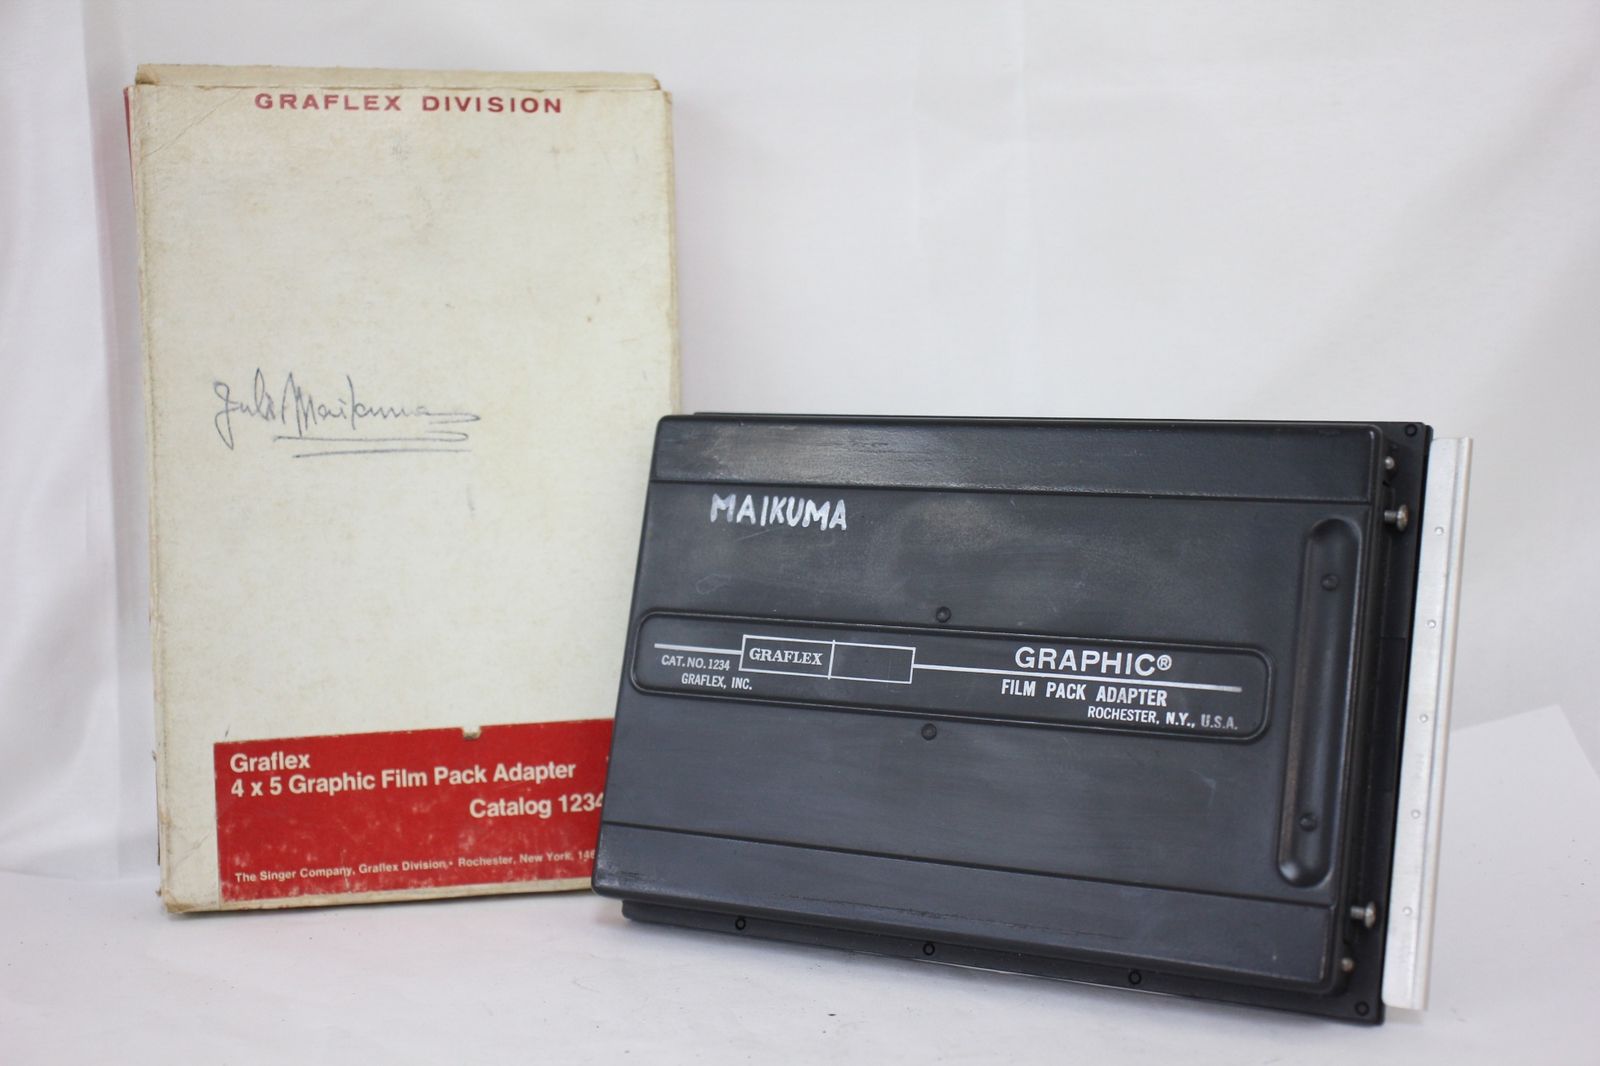 GRAFLEX DIVISION
Maikuma
Graflex
4 x 5 Graphic Film Pack Adapter
Catalog 1234
The Singer Company, Graflex Division, • Rochester, New York,
MAIKUMA
CAT. NO. 1234 GRAFLEX
GRAFLEX, INC.
GRAPHIC®
FILM PACK ADAPTER
ROCHESTER, N.Y., U.S.A.